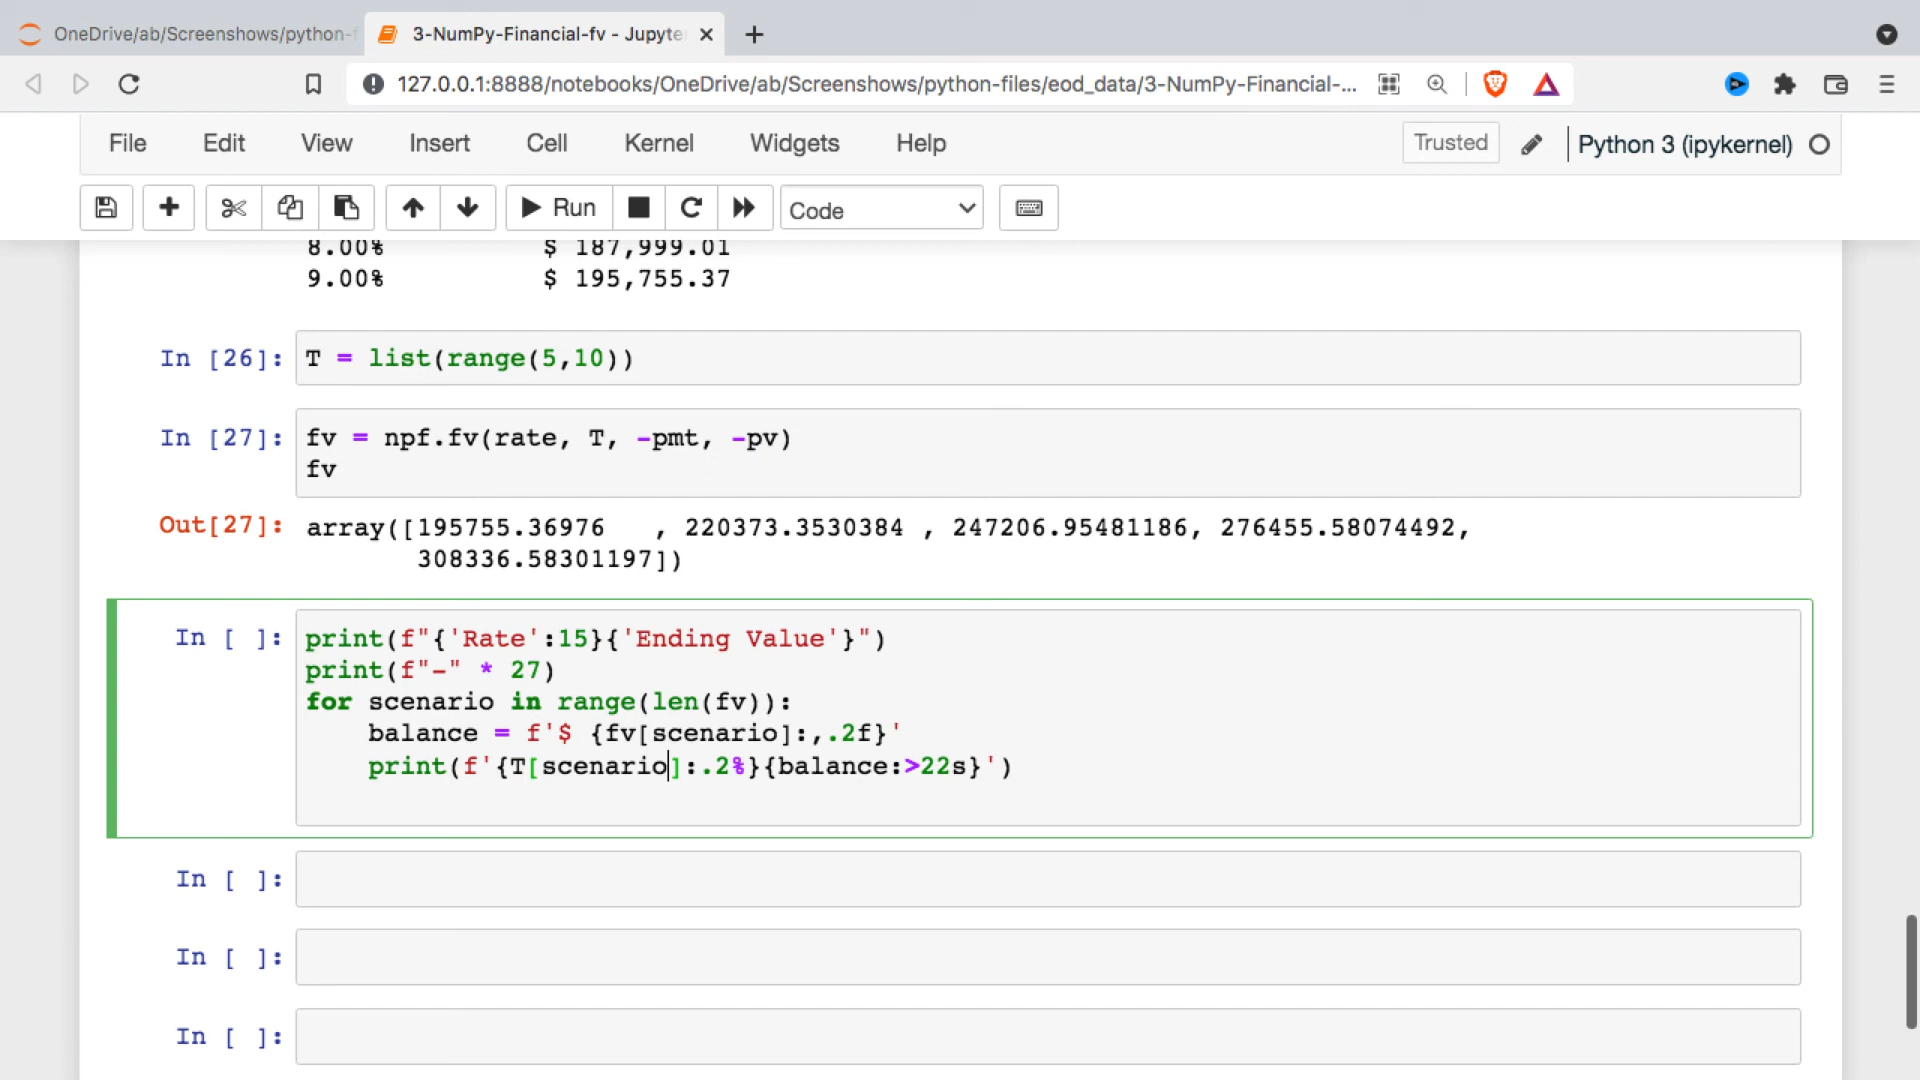 OneDrive/ab/Screenshows/python-f
3-NumPy-Financial-fv - Jupyte
127.0.0.1:8888/notebooks/OneDrive/ab/Screenshows/python-files/eod_data/3-NumPy-Financial-...
File Edit View Insert Cell Kernel Widgets Help Trusted Python 3 (ipykernel)
Run Code
8.00% $ 187,999.01
9.00% $ 195,755.37
In [26]: T = list(range(5,10))
In [27]: fv = npf.fv(rate, T, -pmt, -pv)
fv
Out[27]: array([195755.36976   , 220373.3530384 , 247206.95481186, 276455.58074492,
308336.58301197])
In [ ]: print(f"{'Rate':15}{'Ending Value'}")
print(f"-" * 27)
for scenario in range(len(fv)):
    balance = f'$ {fv[scenario]:,.2f}'
    print(f'{T[scenario]:.2%}{balance:>22s}')
In [ ]:
In [ ]:
In [ ]: